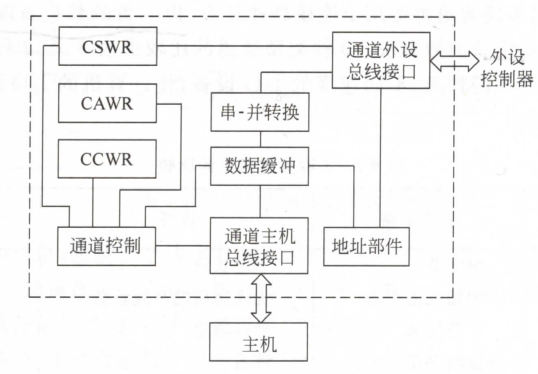 CSWR
CAWR
CCWR
通道控制
串-并转换
数据缓冲
通道主机
总线接口
通道外设
总线接口
地址部件
外设
控制器
主机